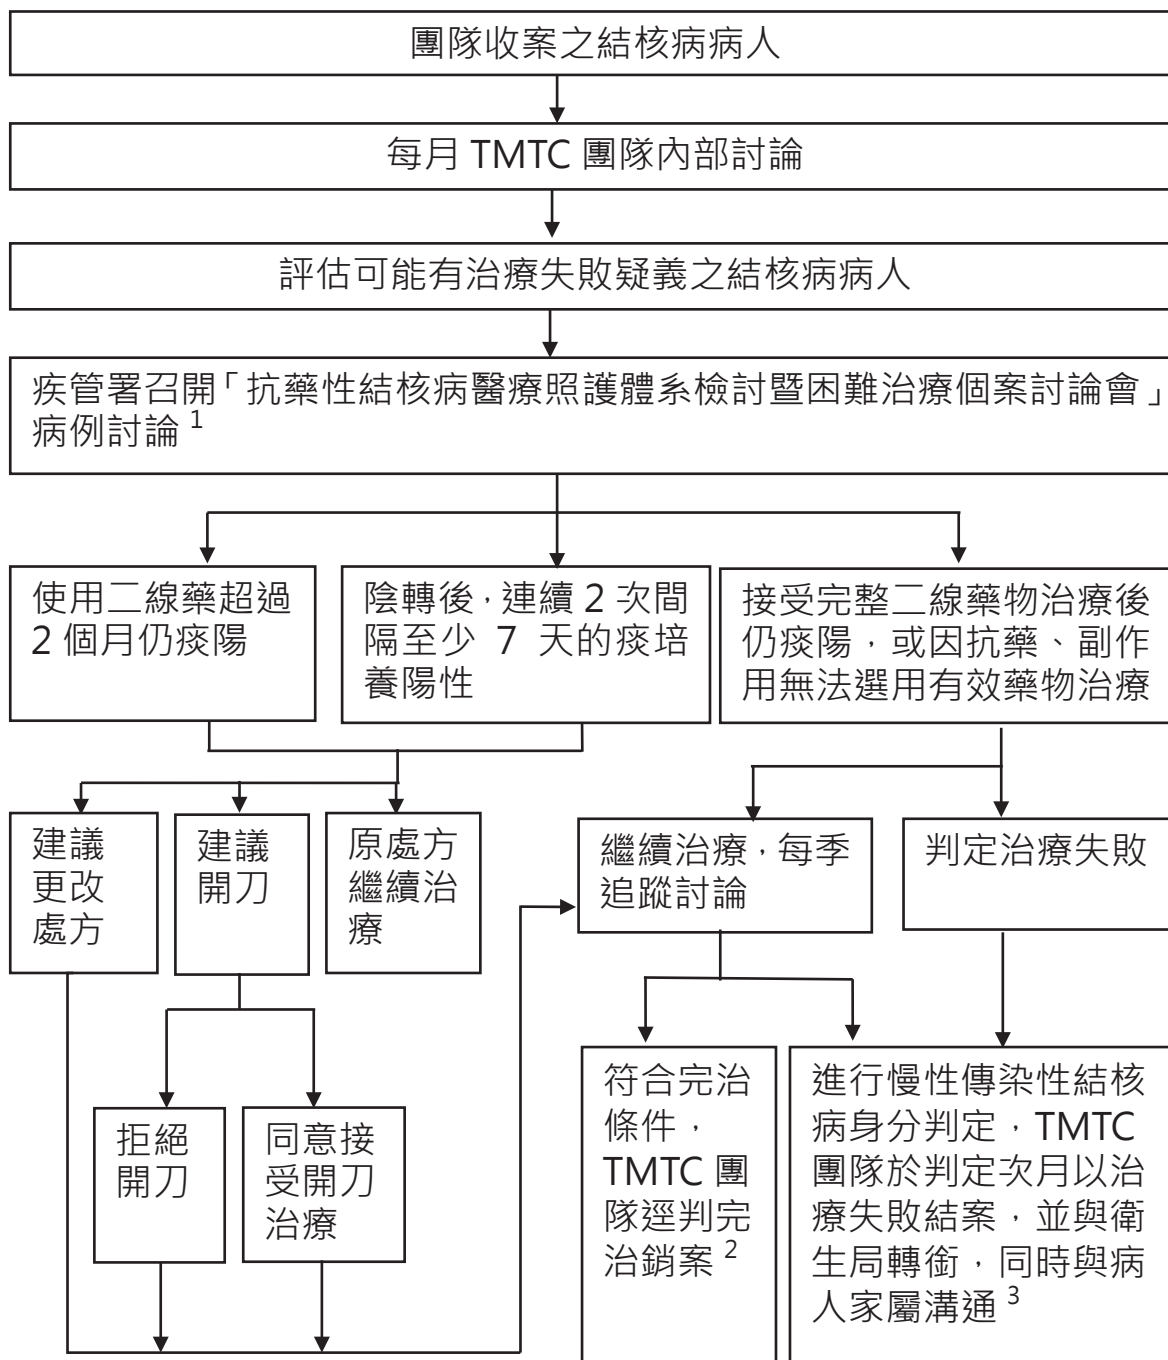 團隊收案之結核病病人
每月 TMTC 團隊內部討論
評估可能有治療失敗疑義之結核病病人
疾管署召開「抗藥性結核病醫療照護體系檢討暨困難治療個案討論會」
病例討論 1
使用二線藥超過
2 個月仍痰陽
陰轉後，連續 2 次間
隔至少 7 天的痰培
養陽性
接受完整二線藥物治療後
仍痰陽，或因抗藥、副作
用無法選用有效藥物治療
建議
更改
處方
建議
開刀
原處方
繼續治
療
繼續治療，每季
追蹤討論
判定治療失敗
拒絕
開刀
同意接
受開刀
治療
符合完治
條件，
TMTC 團
隊逕判完
治銷案 2
進行慢性傳染性結核
病身分判定，TMTC
團隊於判定次月以治
療失敗結案，並與衛
生局轉銜，同時與病
人家屬溝通 3